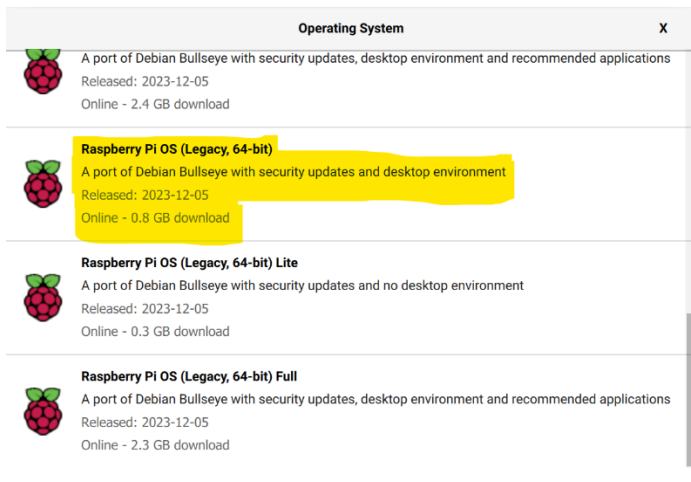 Operating System X
A port of Debian Bullseye with security updates, desktop environment and recommended applications
Released: 2023-12-05
Online - 2.4 GB download
Raspberry Pi OS (Legacy, 64-bit)
A port of Debian Bullseye with security updates and desktop environment
Released: 2023-12-05
Online - 0.8 GB download
Raspberry Pi OS (Legacy, 64-bit) Lite
A port of Debian Bullseye with security updates and no desktop environment
Released: 2023-12-05
Online - 0.3 GB download
Raspberry Pi OS (Legacy, 64-bit) Full
A port of Debian Bullseye with security updates, desktop environment and recommended applications
Released: 2023-12-05
Online - 2.3 GB download